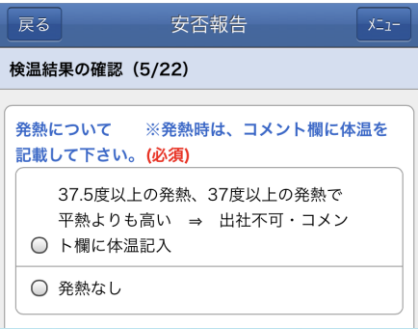 戻る
安否報告
メニュー
検温結果の確認（5/22）
発熱について　　※発熱時は、コメント欄に体温を
記載して下さい。(必須)
37.5度以上の発熱、37度以上の発熱で
平熱よりも高い　⇒　出社不可・コメン
ト欄に体温記入
発熱なし